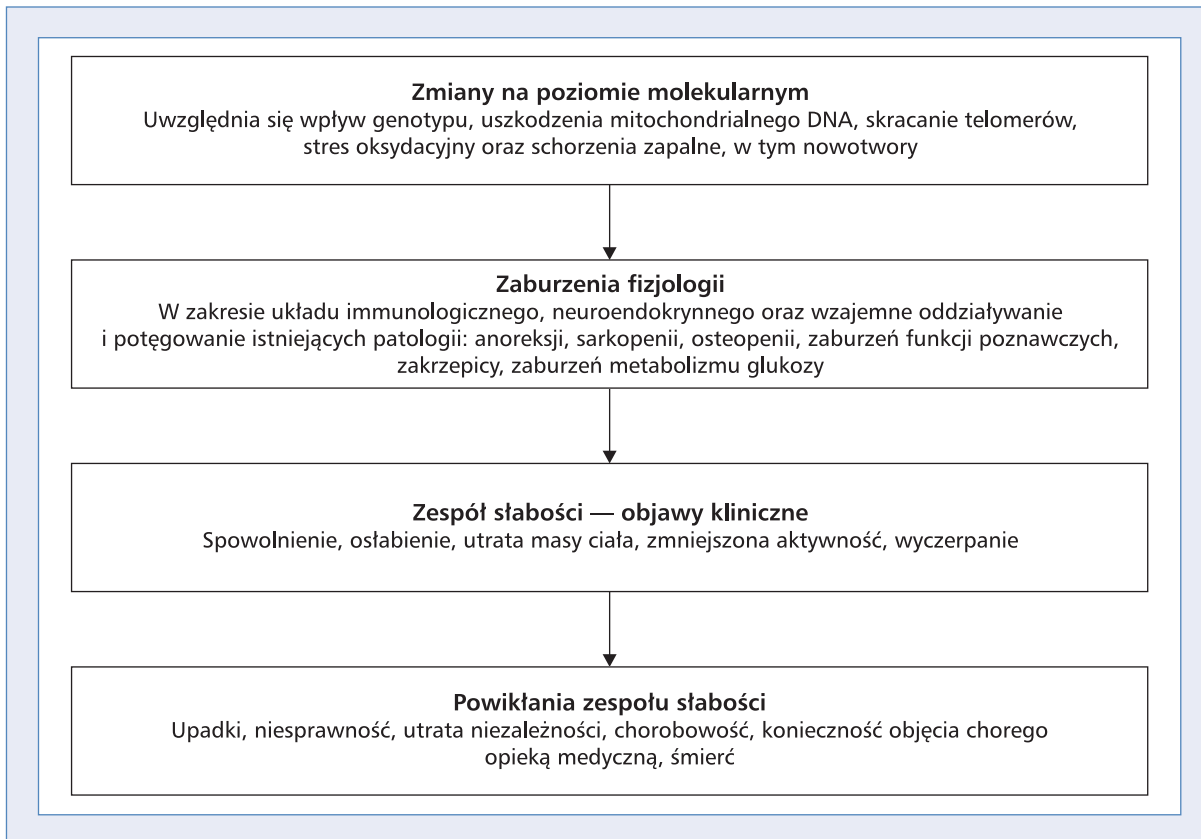 Zmiany na poziomie molekularnym
Uwzględnia się wpływ genotypu, uszkodzenia mitochondrialnego DNA, skracanie telomerów,
stres oksydacyjny oraz schorzenia zapalne, w tym nowotwory
Zaburzenia fizjologii
W zakresie układu immunologicznego, neuroendokrynnego oraz wzajemne oddziaływanie
i potęgowanie istniejących patologii: anoreksji, sarkopenii, osteopenii, zaburzeń funkcji poznawczych,
zakrzepicy, zaburzeń metabolizmu glukozy
Zespół słabości — objawy kliniczne
Spowolnienie, osłabienie, utrata masy ciała, zmniejszona aktywność, wyczerpanie
Powikłania zespołu słabości
Upadki, niesprawność, utrata niezależności, chorobowość, konieczność objęcia chorego
opieką medyczną, śmierć